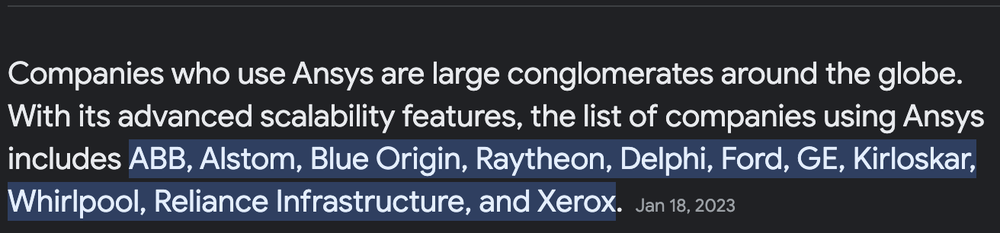 Companies who use Ansys are large conglomerates around the globe.
With its advanced scalability features, the list of companies using Ansys
includes ABB, Alstom, Blue Origin, Raytheon, Delphi, Ford, GE, Kirloskar,
Whirlpool, Reliance Infrastructure, and Xerox. Jan 18, 2023